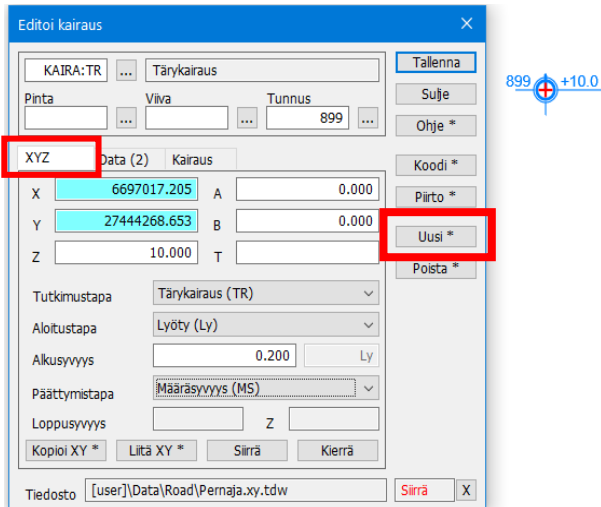 Editoi kairaus ×
KAIRA:TR ... Tärykairaus Tallenna
Pinta Viiva Tunnus Sulje
... ... 899 ... Ohje *
899 +10.0
XYZ Data (2) Kairaus Koodi *
X 6697017.205 A 0.000 Piirto *
Y 27444268.653 B 0.000 Uusi *
Z 10.000 T Poista *
Tutkimustapa Tärykairaus (TR)
Aloitustapa Lyöty (Ly)
Alkusyvyys 0.200 Ly
Päättymistapa Määräsyvyys (MS)
Loppusyvyys Z
Kopioi XY * Liitä XY * Siirrä Kierrä
Tiedosto [user]\Data\Road\Pernaja.xy.tdw Siirrä X